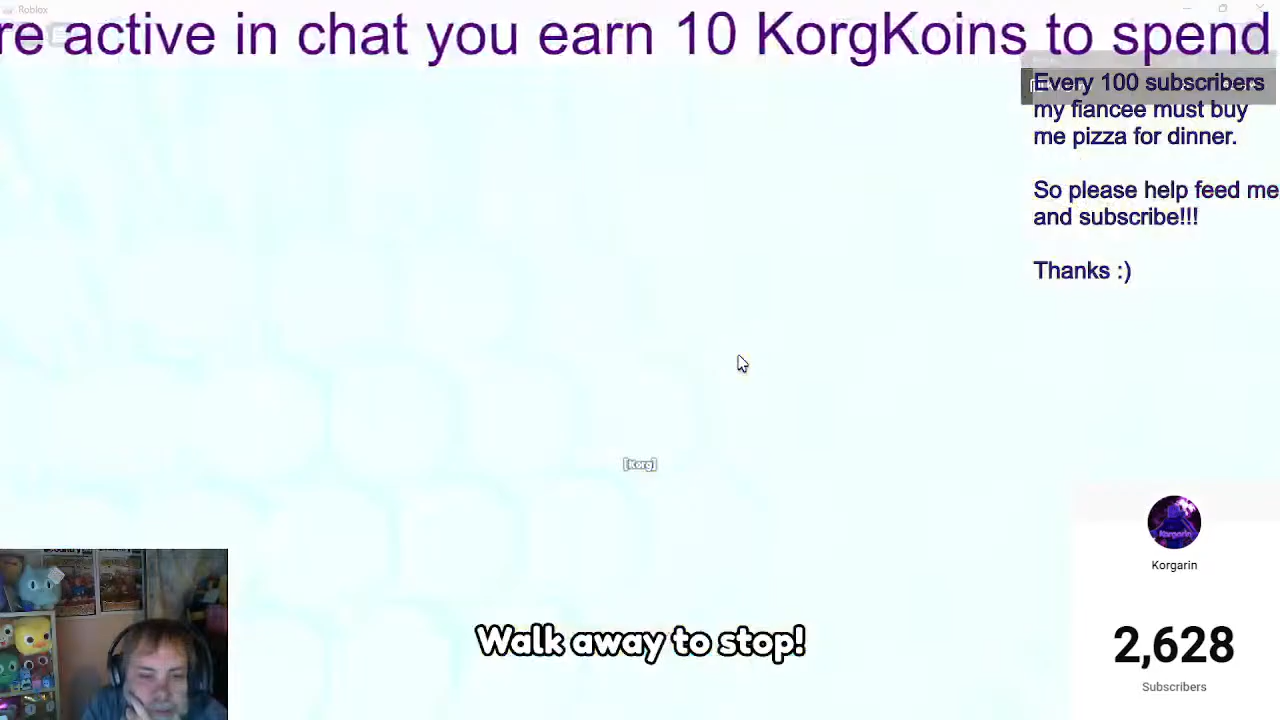 Roblox
re active in chat you earn 10 KorgKoins to spend
Every 100 subscribers
my fiancee must buy
me pizza for dinner.
So please help feed me
and subscribe!!!
Thanks :)
[Korg]
Korgarin
Korgarin
2,628
Subscribers
Walk away to stop!